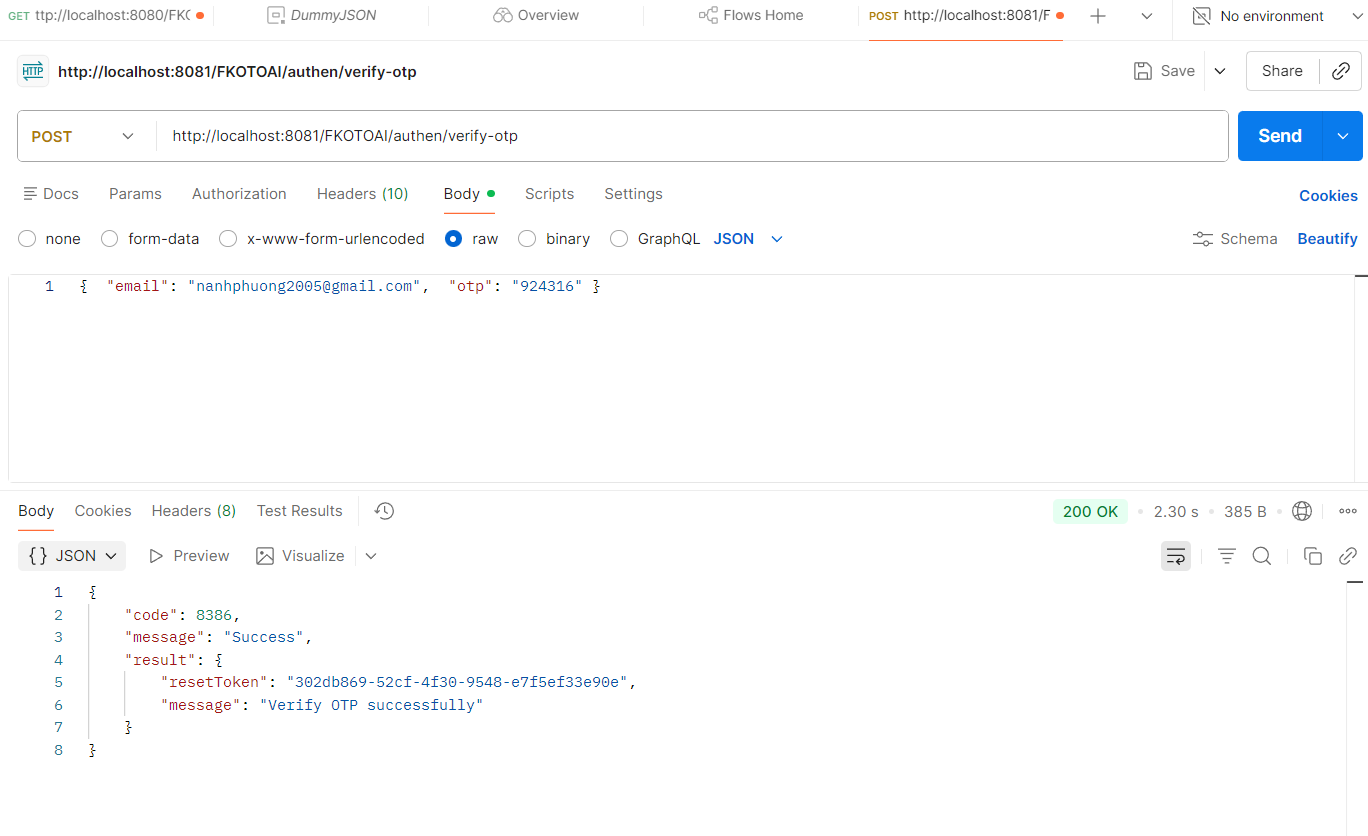 GET ttp://localhost:8080/FK DummyJSON Overview Flows Home POST http://localhost:8081/F No environment
HTTP http://localhost:8081/FKOTOAI/authen/verify-otp Save Share
POST http://localhost:8081/FKOTOAI/authen/verify-otp Send
Docs Params Authorization Headers (10) Body Scripts Settings Cookies
none form-data x-www-form-urlencoded raw binary GraphQL JSON Schema Beautify
1 { "email": "nanhphuong2005@gmail.com", "otp": "924316" }
Body Cookies Headers (8) Test Results 200 OK • 2.30 s • 385 B
{} JSON Preview Visualize
1 {
2 "code": 8386,
3 "message": "Success",
4 "result": {
5 "resetToken": "302db869-52cf-4f30-9548-e7f5ef33e90e",
6 "message": "Verify OTP successfully"
7 }
8 }